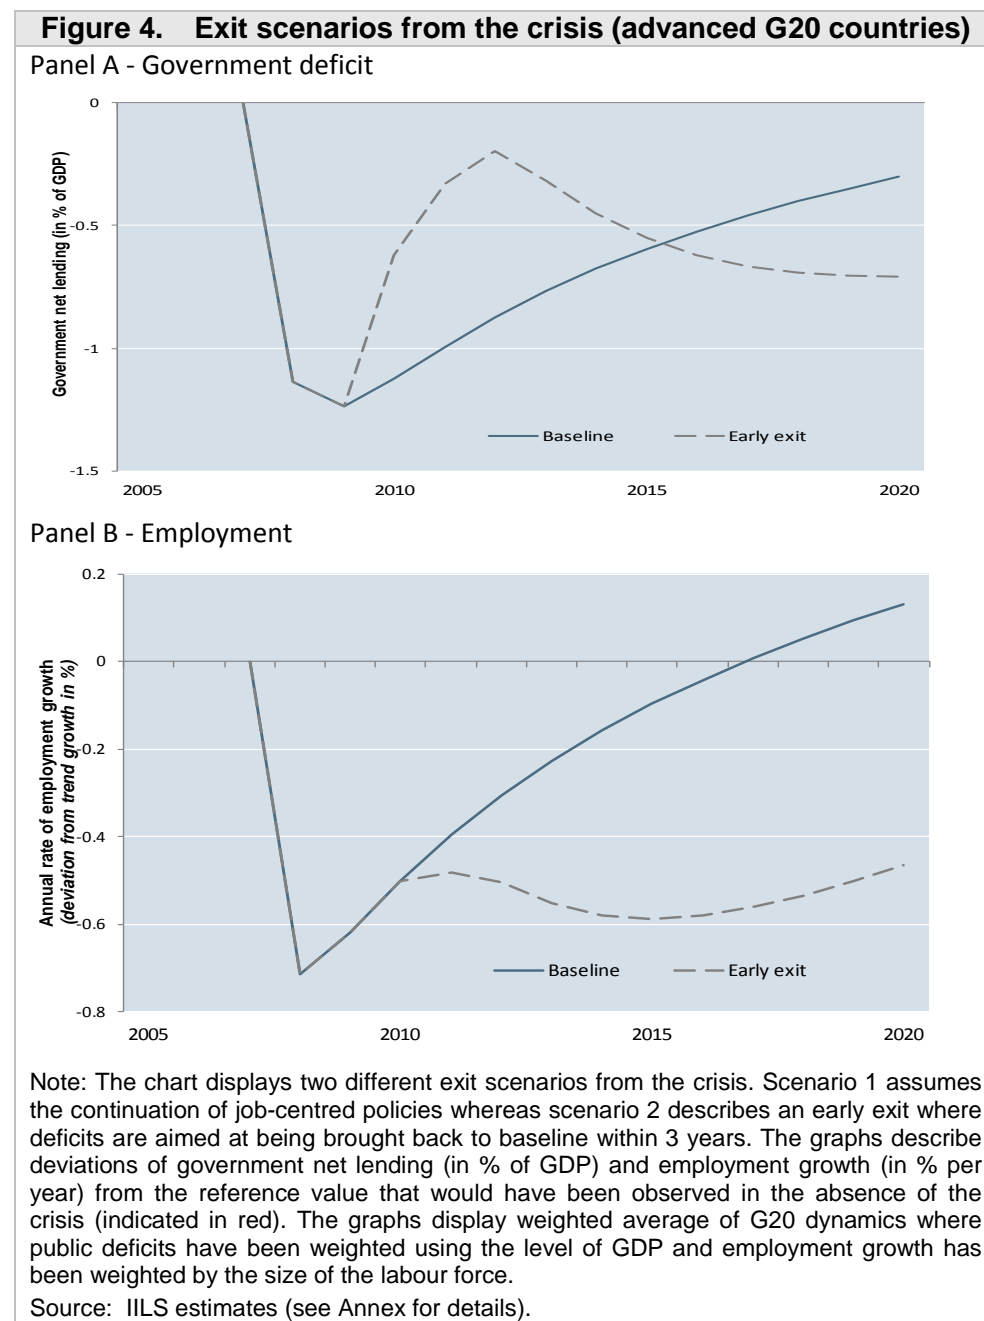 Figure 4. Exit scenarios from the crisis (advanced G20 countries)
Panel A - Government deficit
Government net lending (in % of GDP)
0
-0.5
-1
-1.5
Baseline
Early exit
2005 2010 2015 2020
Panel B - Employment
Annual rate of employment growth
(deviation from trend growth in %)
0.2
0
-0.2
-0.4
-0.6
-0.8
Baseline
Early exit
2005 2010 2015 2020
Note: The chart displays two different exit scenarios from the crisis. Scenario 1 assumes
the continuation of job-centred policies whereas scenario 2 describes an early exit where
deficits are aimed at being brought back to baseline within 3 years. The graphs describe
deviations of government net lending (in % of GDP) and employment growth (in % per
year) from the reference value that would have been observed in the absence of the
crisis (indicated in red). The graphs display weighted average of G20 dynamics where
public deficits have been weighted using the level of GDP and employment growth has
been weighted by the size of the labour force.
Source: IILS estimates (see Annex for details).